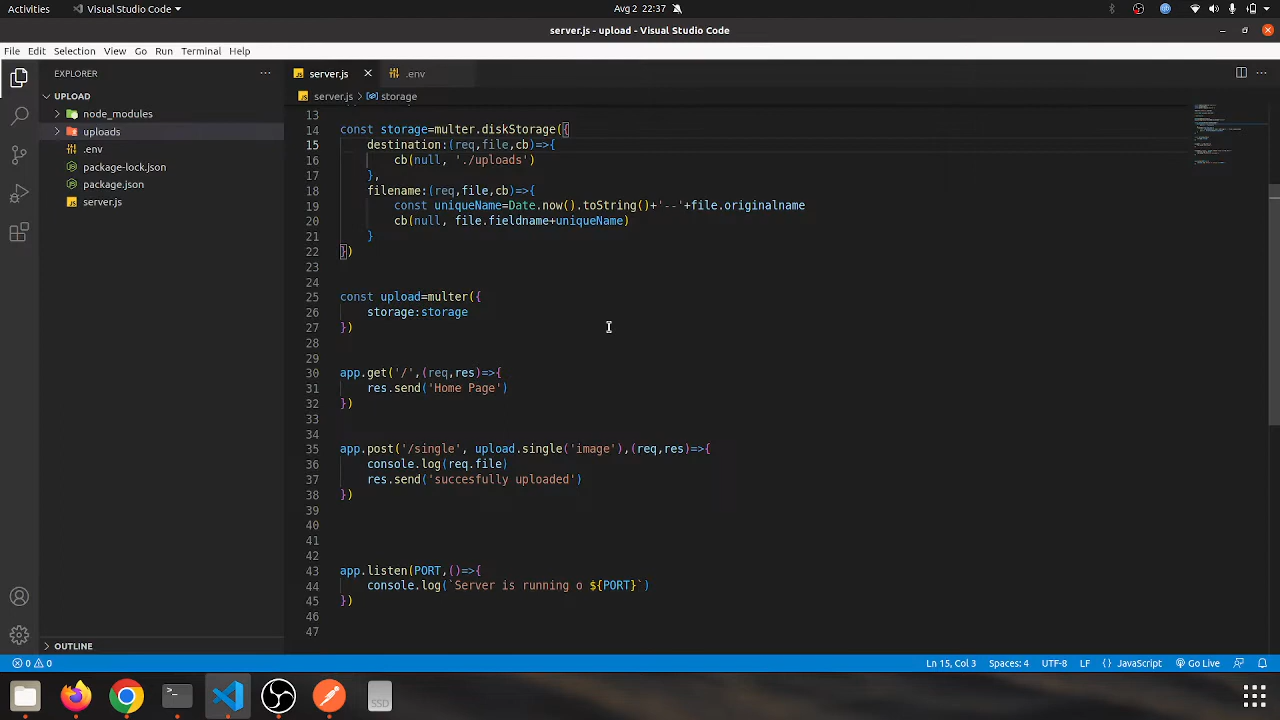 Activities
Visual Studio Code
Avg 2 22:37
server.js - upload - Visual Studio Code
File Edit Selection View Go Run Terminal Help
EXPLORER
UPLOAD
node_modules
uploads
.env
package-lock.json
package.json
server.js
OUTLINE
server.js
.env
server.js > storage
13
14 const storage=multer.diskStorage({
15 destination:(req,file,cb)=>{
16 cb(null, './uploads')
17 },
18 filename:(req,file,cb)=>{
19 const uniqueName=Date.now().toString()+'--'+file.originalname
20 cb(null, file.fieldname+uniqueName)
21 }
22 })
23
24
25 const upload=multer({
26 storage:storage
27 })
28
29
30 app.get('/',(req,res)=>{
31 res.send('Home Page')
32 })
33
34
35 app.post('/single', upload.single('image'),(req,res)=>{
36 console.log(req.file)
37 res.send('succesfully uploaded')
38 })
39
40
41
42
43 app.listen(PORT,()=>{
44 console.log(`Server is running o ${PORT}`)
45 })
46
47
0 0
Ln 15, Col 3 Spaces: 4 UTF-8 LF {} JavaScript Go Live
SSD